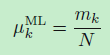 μ_k^ML = m_k / N